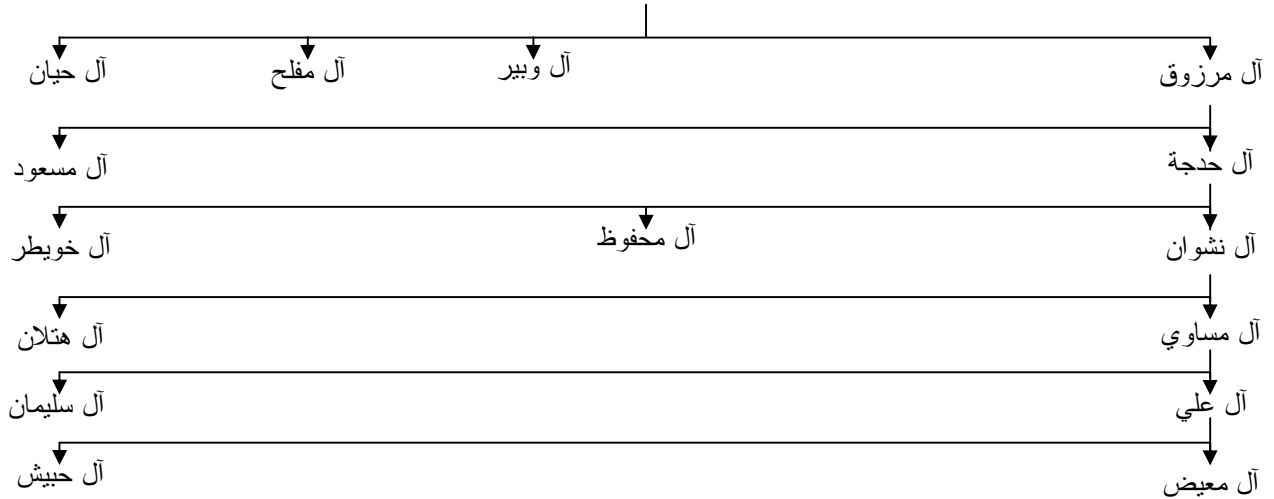 آل مرزوق آل وبير آل مفلح آل حيان
آل حدجة آل مسعود
آل نشوان آل محفوظ آل خويطر
آل مساوي آل هتلان
آل علي آل سليمان
آل معيض آل حبيش